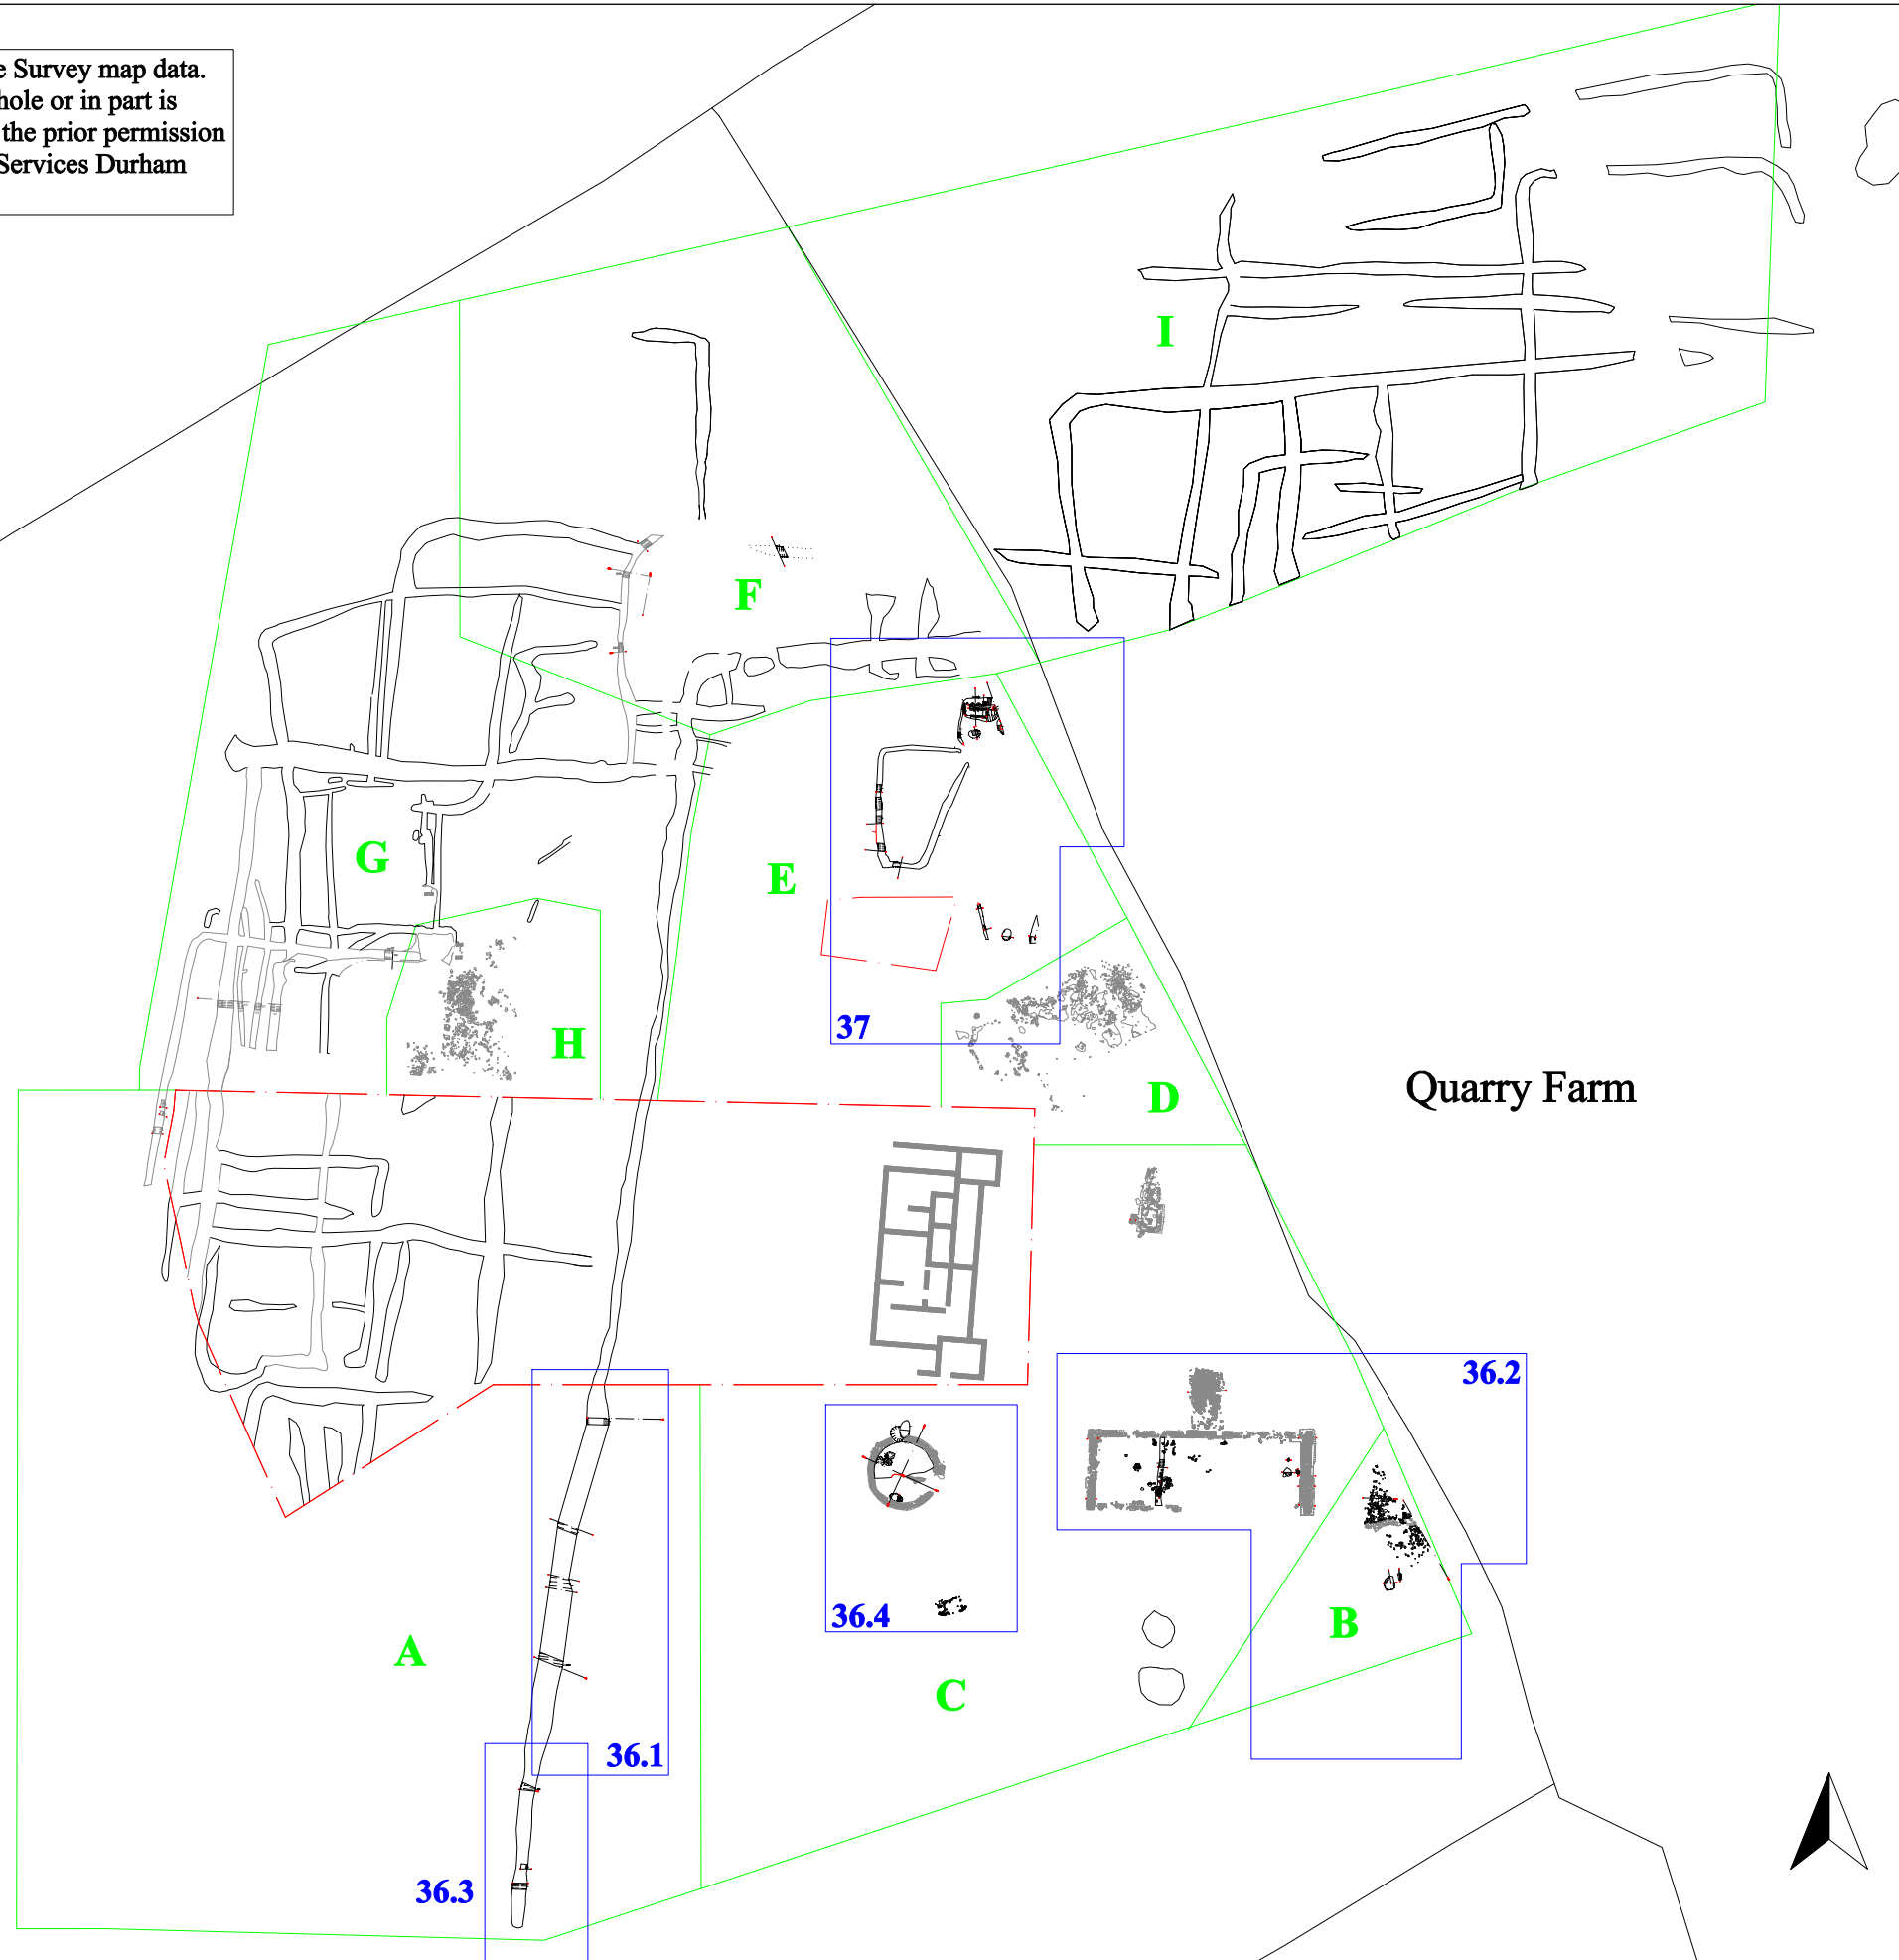 e Survey map data.
hole or in part is
the prior permission
Services Durham
I
F
G
E
37
H
D
Quarry Farm
36.2
36.4
B
A
C
36.1
36.3